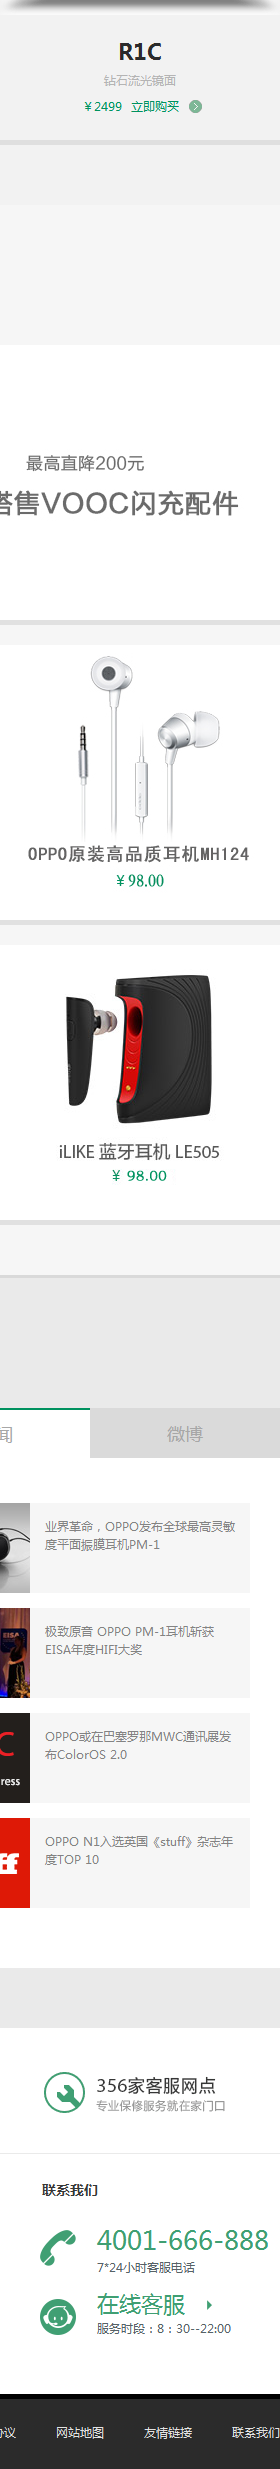 R1C
钻石流光镜面
¥2499 立即购买
最高直降200元
搭售VOOC闪充配件
OPPO原装高品质耳机MH124
¥98.00
iLIKE 蓝牙耳机 LE505
¥ 98.00
闻 微博
业界革命，OPPO发布全球最高灵敏
度平面振膜耳机PM-1
EISA
极致原音 OPPO PM-1耳机斩获
EISA年度HIFI大奖
C
ress
OPPO或在巴塞罗那MWC通讯展发
布ColorOS 2.0
ff
OPPO N1入选英国《stuff》杂志年
度TOP 10
356家客服网点
专业保修服务就在家门口
联系我们
4001-666-888
7*24小时客服电话
在线客服
服务时段：8：30--22:00
议 网站地图 友情链接 联系我们